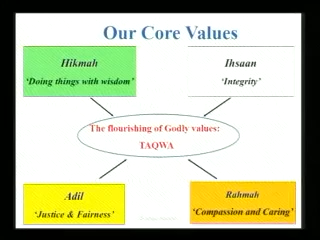 Our Core Values
Hikmah
‘Doing things with wisdom’
Ihsaan
‘Integrity’
The flourishing of Godly values:
TAQWA
Adil
‘Justice & Fairness’
Rahmah
‘Compassion and Caring’